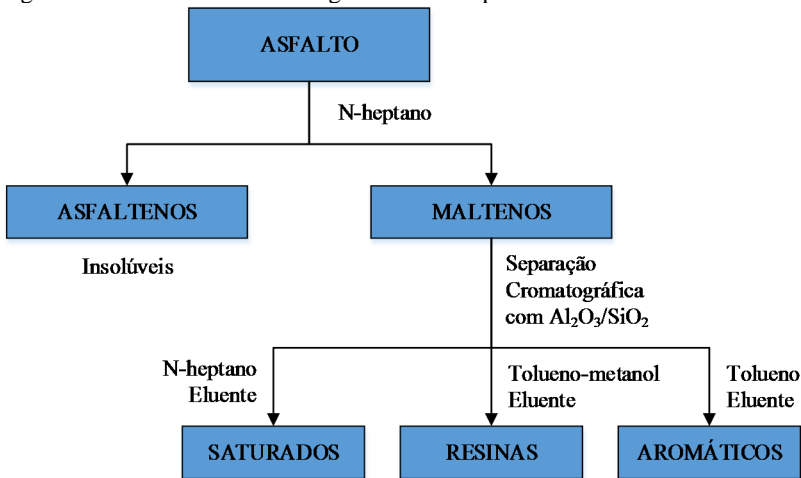 ASFALTO
N-heptano
ASFALTENOS
MALTENOS
Insolúveis
Separação
Cromatográfica
com Al₂O₃/SiO₂
N-heptano
Eluente
Tolueno-metanol
Eluente
Tolueno
Eluente
SATURADOS
RESINAS
AROMÁTICOS